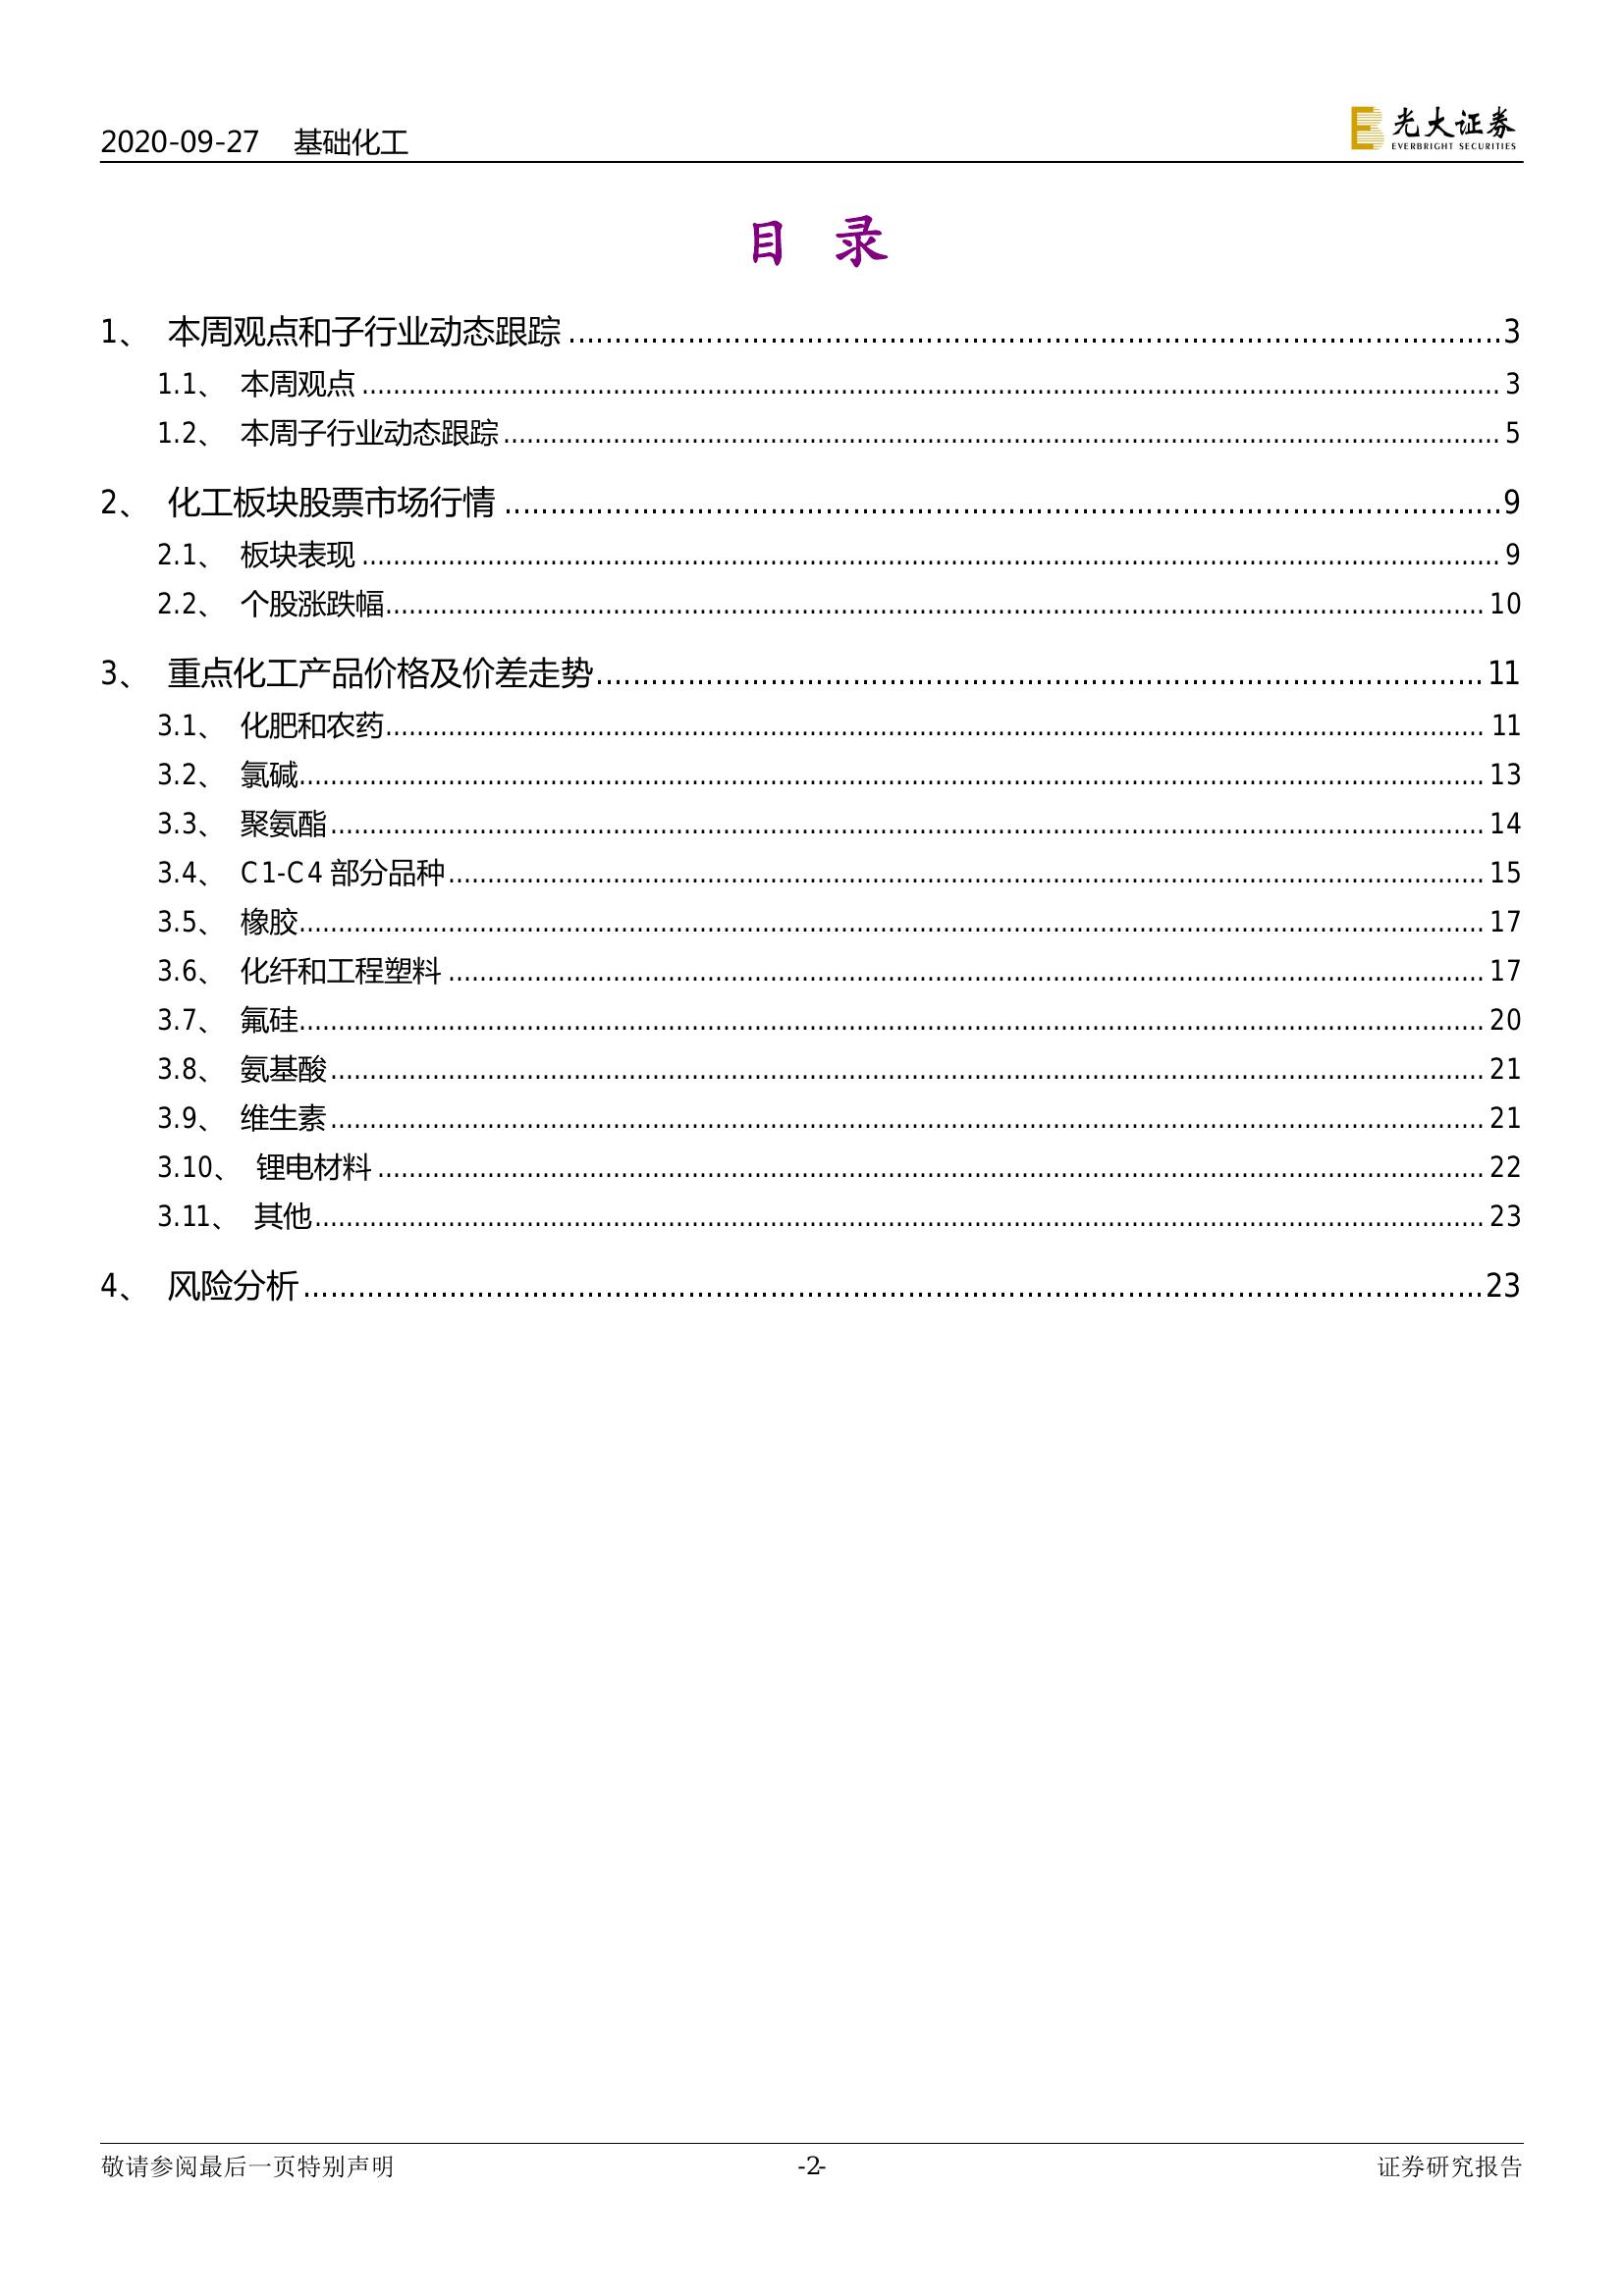 2020-09-27 基础化工
光大证券
EVERBRIGHT SECURITIES
目 录
1、 本周观点和子行业动态跟踪 ........ 3
1.1、 本周观点 ........ 3
1.2、 本周子行业动态跟踪 ........ 5
2、 化工板块股票市场行情 ........ 9
2.1、 板块表现 ........ 9
2.2、 个股涨跌幅 ........ 10
3、 重点化工产品价格及价差走势 ........ 11
3.1、 化肥和农药 ........ 11
3.2、 氯碱 ........ 13
3.3、 聚氨酯 ........ 14
3.4、 C1-C4 部分品种 ........ 15
3.5、 橡胶 ........ 17
3.6、 化纤和工程塑料 ........ 17
3.7、 氟硅 ........ 20
3.8、 氨基酸 ........ 21
3.9、 维生素 ........ 21
3.10、 锂电材料 ........ 22
3.11、 其他 ........ 23
4、 风险分析 ........ 23
敬请参阅最后一页特别声明 -2- 证券研究报告